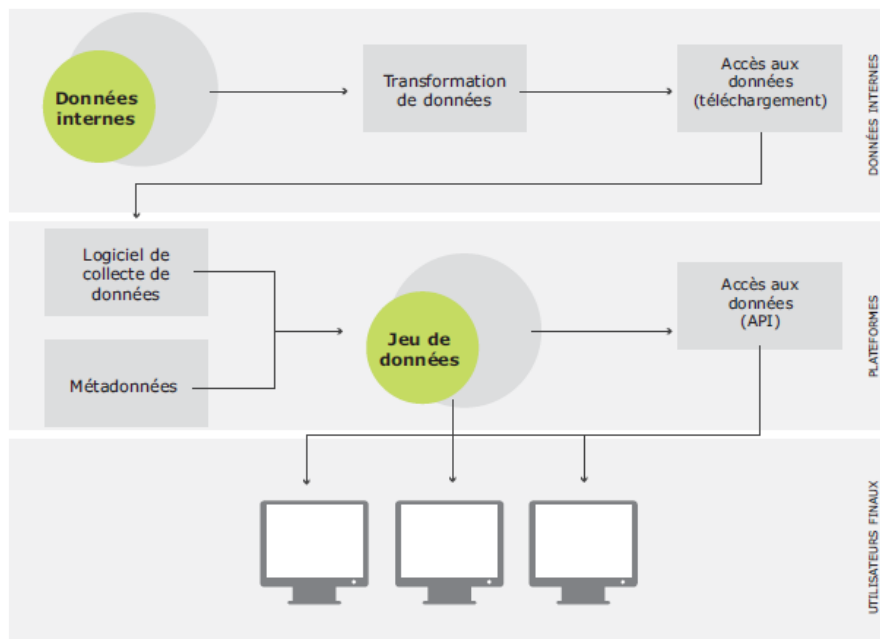 Données
internes
Transformation
de données
Accès aux
données
(téléchargement)
DONNÉES INTERNES
Logiciel de
collecte de
données
Métadonnées
Jeu de
données
Accès aux
données
(API)
PLATEFORMES
UTILISATEURS FINAUX